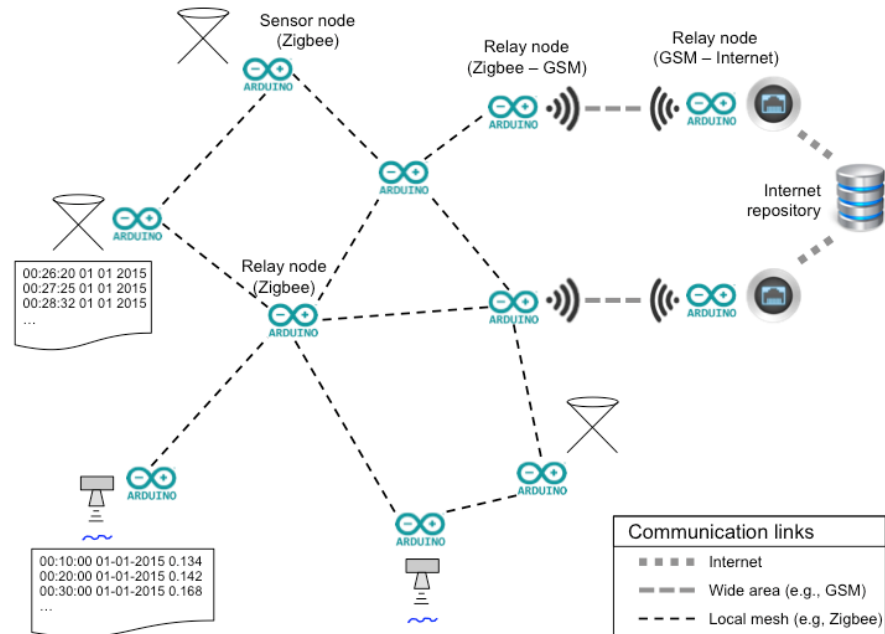 Sensor node
(Zigbee)
ARDUINO
Relay node
(Zigbee – GSM)
ARDUINO
Relay node
(GSM – Internet)
ARDUINO
ARDUINO
Internet
repository
ARDUINO
00:26:20 01 01 2015
00:27:25 01 01 2015
00:28:32 01 01 2015
...
Relay node
(Zigbee)
ARDUINO
ARDUINO
ARDUINO
ARDUINO
00:10:00 01-01-2015 0.134
00:20:00 01-01-2015 0.142
00:30:00 01-01-2015 0.168
...
ARDUINO
ARDUINO
Communication links
Internet
Wide area (e.g., GSM)
Local mesh (e.g, Zigbee)